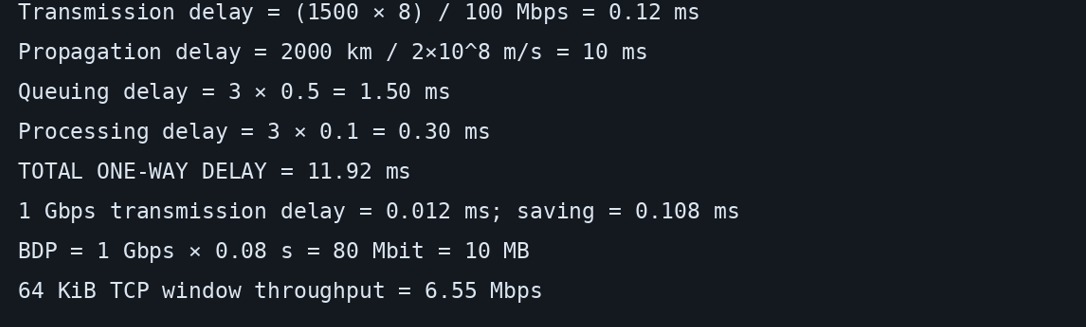 Transmission delay = (1500 × 8) / 100 Mbps = 0.12 ms
Propagation delay = 2000 km / 2×10^8 m/s = 10 ms
Queuing delay = 3 × 0.5 = 1.50 ms
Processing delay = 3 × 0.1 = 0.30 ms
TOTAL ONE-WAY DELAY = 11.92 ms
1 Gbps transmission delay = 0.012 ms; saving = 0.108 ms
BDP = 1 Gbps × 0.08 s = 80 Mbit = 10 MB
64 KiB TCP window throughput = 6.55 Mbps